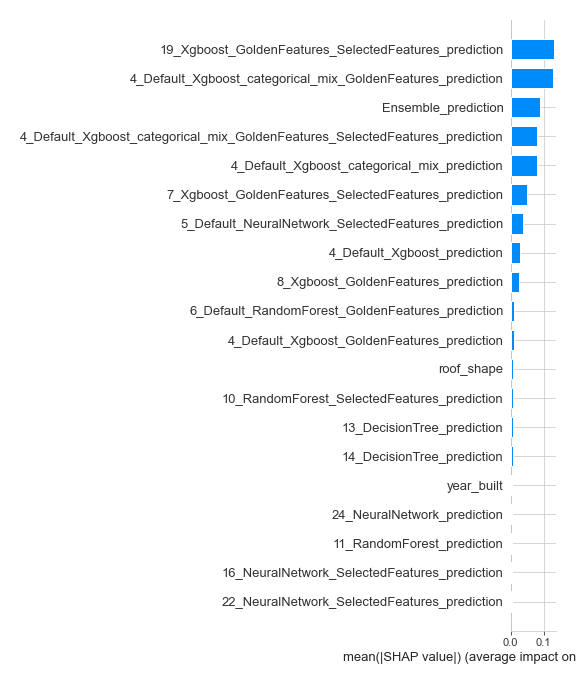 19_Xgboost_GoldenFeatures_SelectedFeatures_prediction
4_Default_Xgboost_categorical_mix_GoldenFeatures_prediction
Ensemble_prediction
4_Default_Xgboost_categorical_mix_GoldenFeatures_SelectedFeatures_prediction
4_Default_Xgboost_categorical_mix_prediction
7_Xgboost_GoldenFeatures_SelectedFeatures_prediction
5_Default_NeuralNetwork_SelectedFeatures_prediction
4_Default_Xgboost_prediction
8_Xgboost_GoldenFeatures_prediction
6_Default_RandomForest_GoldenFeatures_prediction
4_Default_Xgboost_GoldenFeatures_prediction
roof_shape
10_RandomForest_SelectedFeatures_prediction
13_DecisionTree_prediction
14_DecisionTree_prediction
year_built
24_NeuralNetwork_prediction
11_RandomForest_prediction
16_NeuralNetwork_SelectedFeatures_prediction
22_NeuralNetwork_SelectedFeatures_prediction
0.0 0.1
mean(|SHAP value|) (average impact on